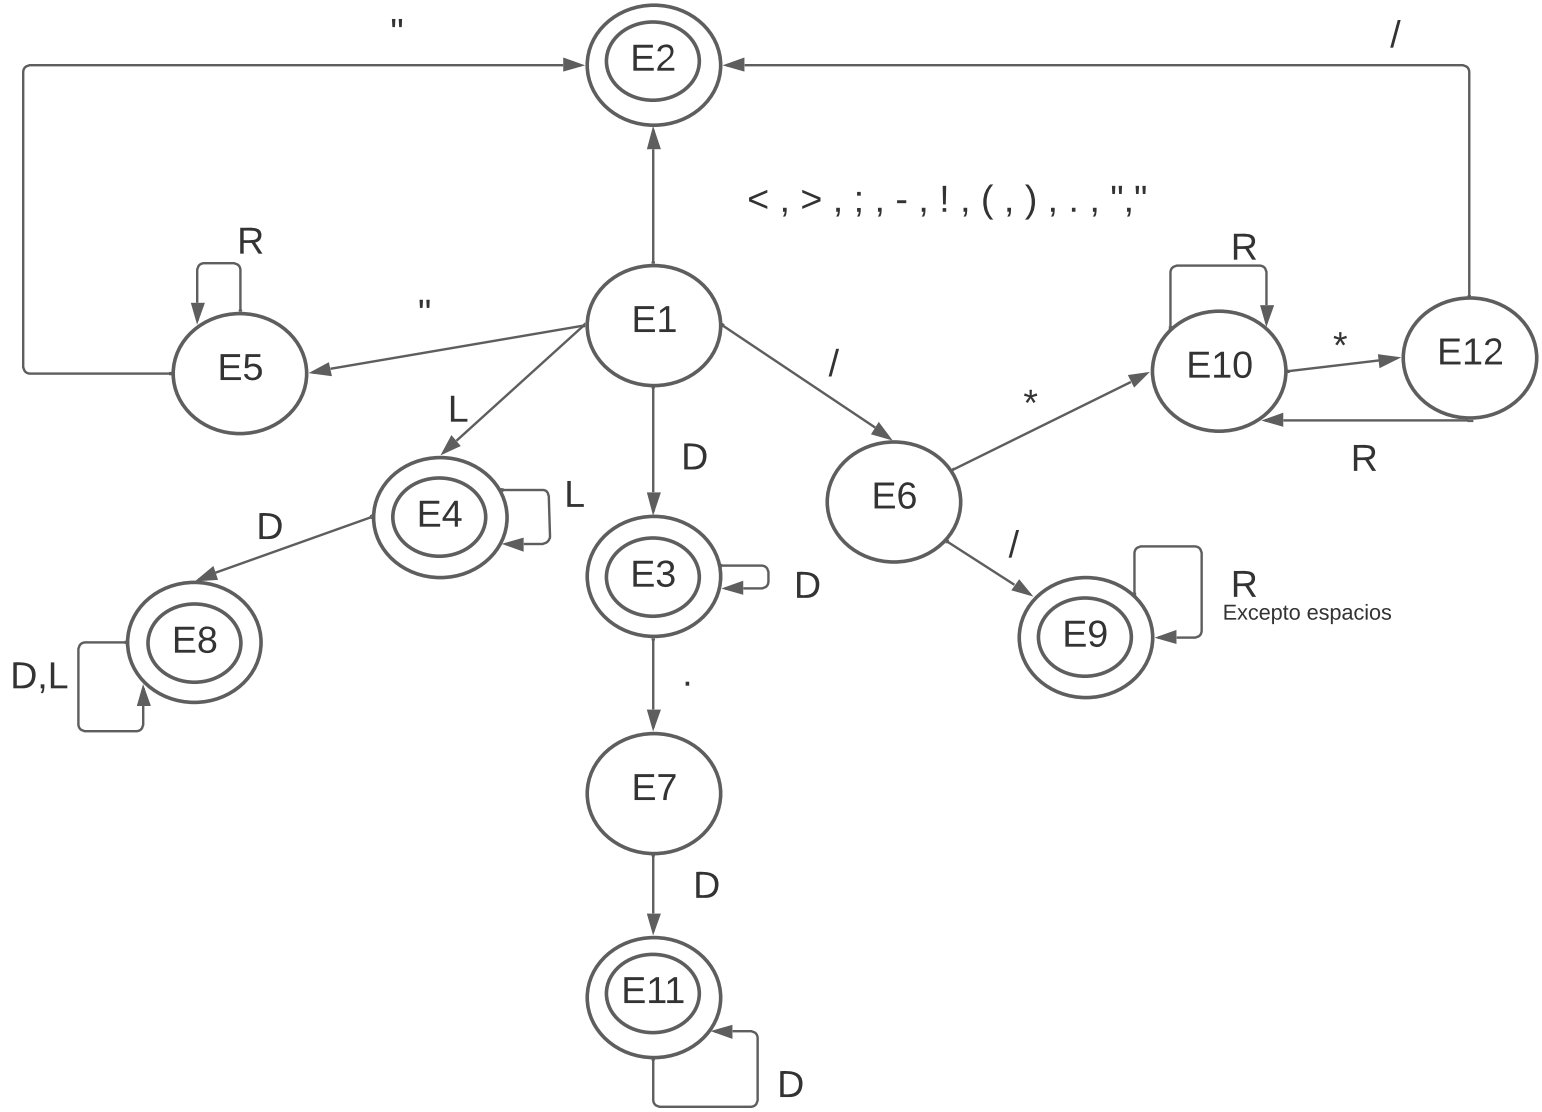 "
E2
/
< , > , ; , - , ! , ( , ) , . , ","
R
R
"
E1
E5
/
*
E10
E12
L
*
D
R
E4
L
E6
D
/
E3
D
R
Excepto espacios
E8
E9
D,L
.
E7
D
E11
D